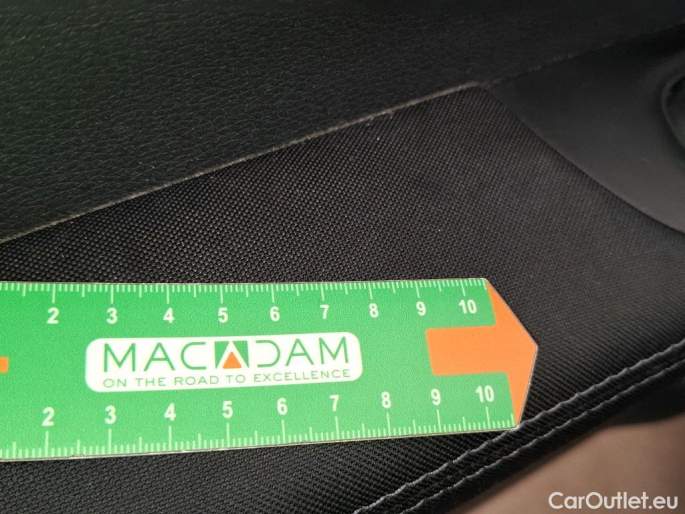 2 3 4 5 6 7 8 9 10
MACADAM
ON THE ROAD TO EXCELLENCE
2 3 4 5 6 7 8 9 10
CarOutlet.eu